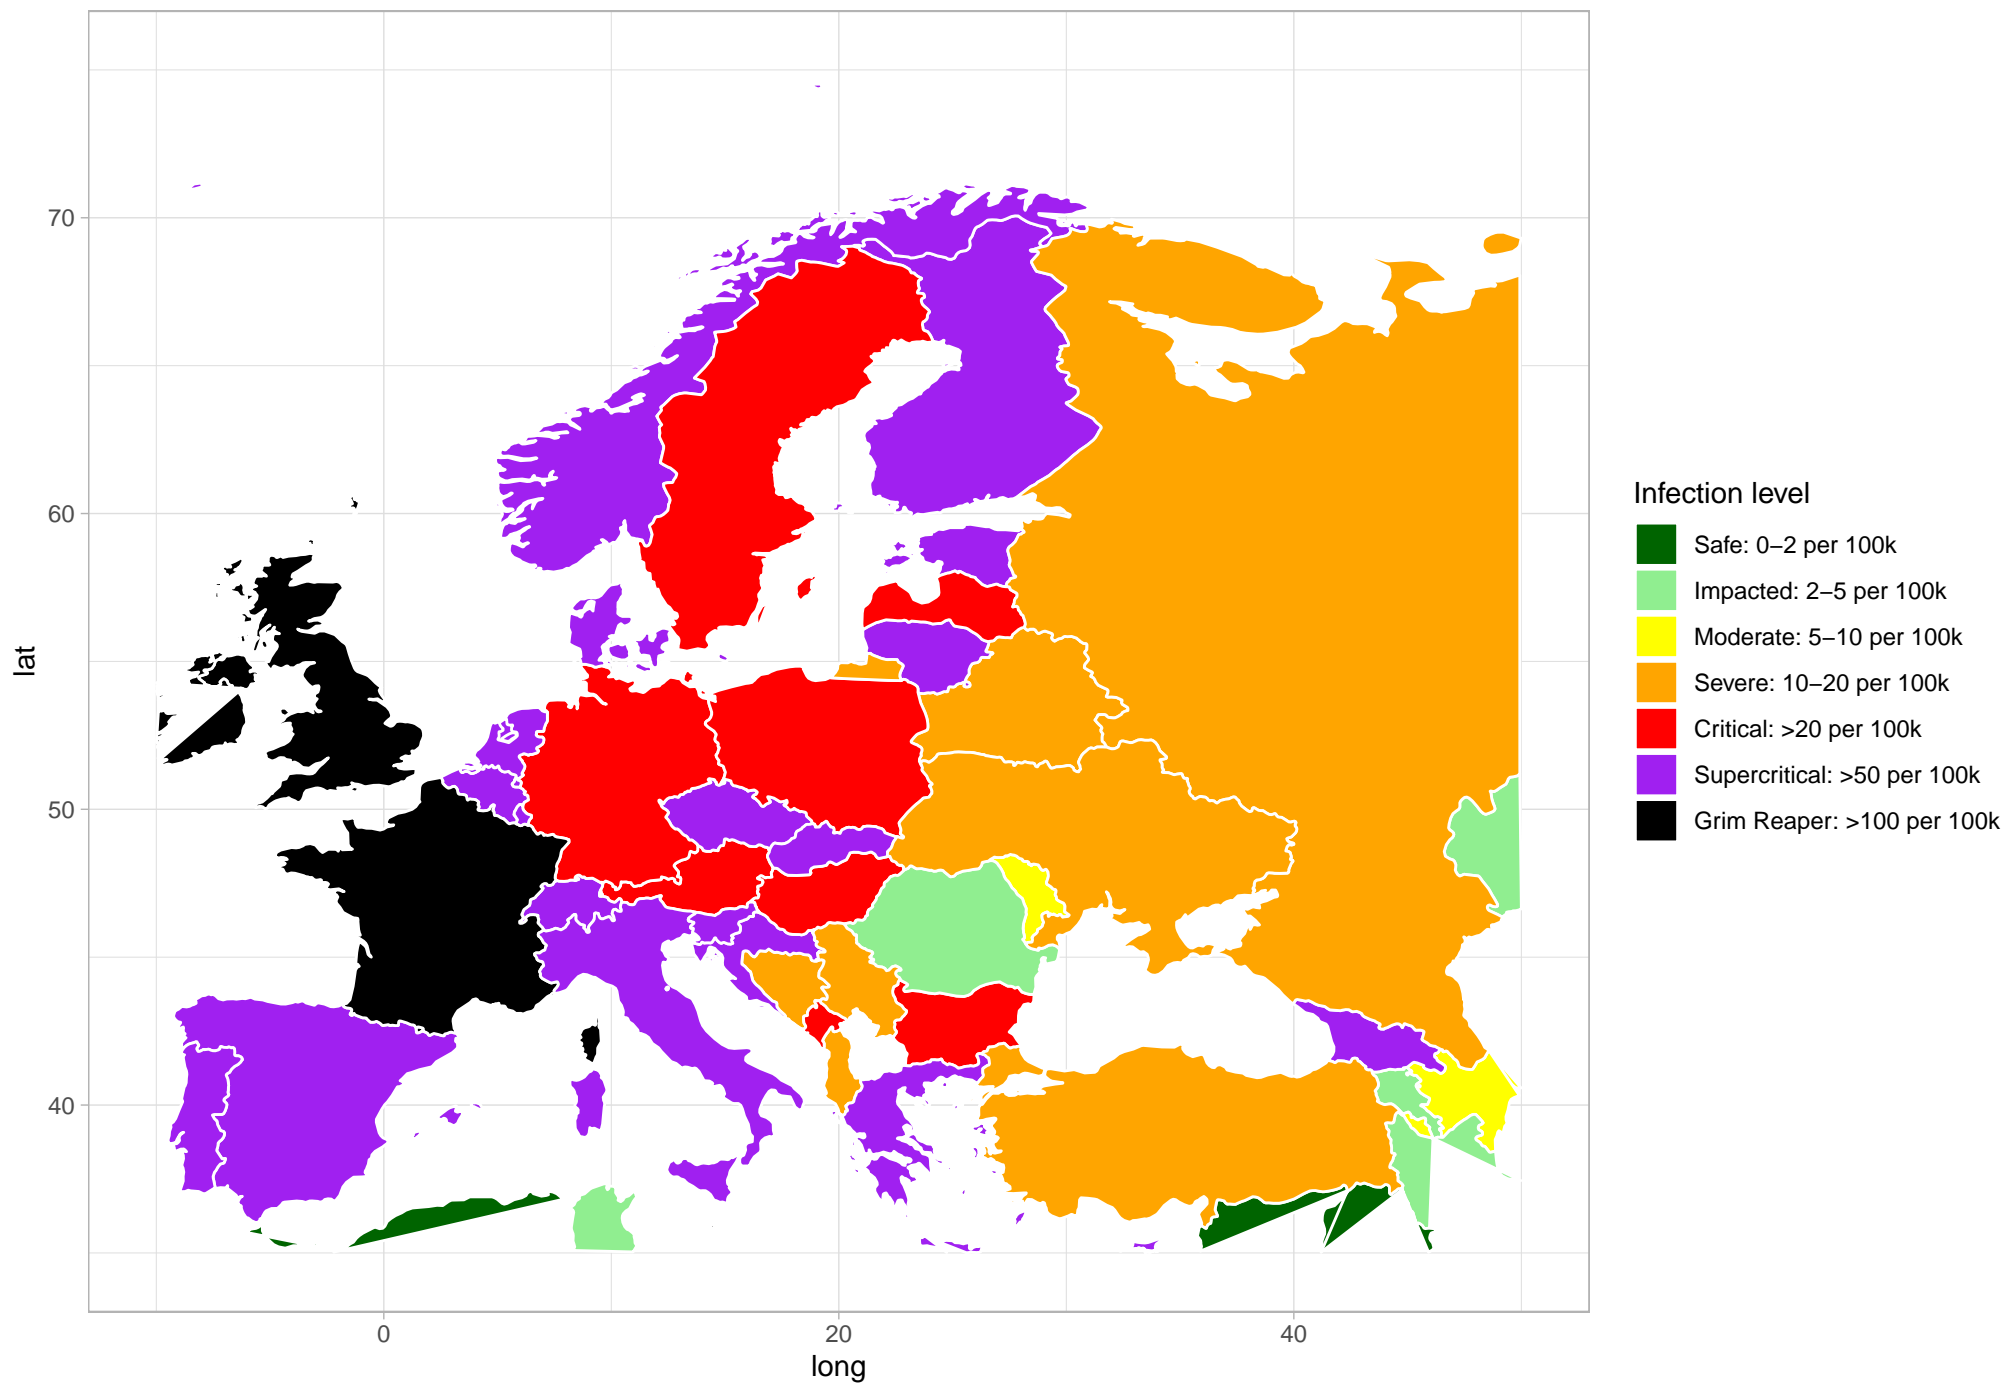 70
60
50
40
lat
0
20
40
long
Infection level
Safe: 0−2 per 100k
Impacted: 2−5 per 100k
Moderate: 5−10 per 100k
Severe: 10−20 per 100k
Critical: >20 per 100k
Supercritical: >50 per 100k
Grim Reaper: >100 per 100k